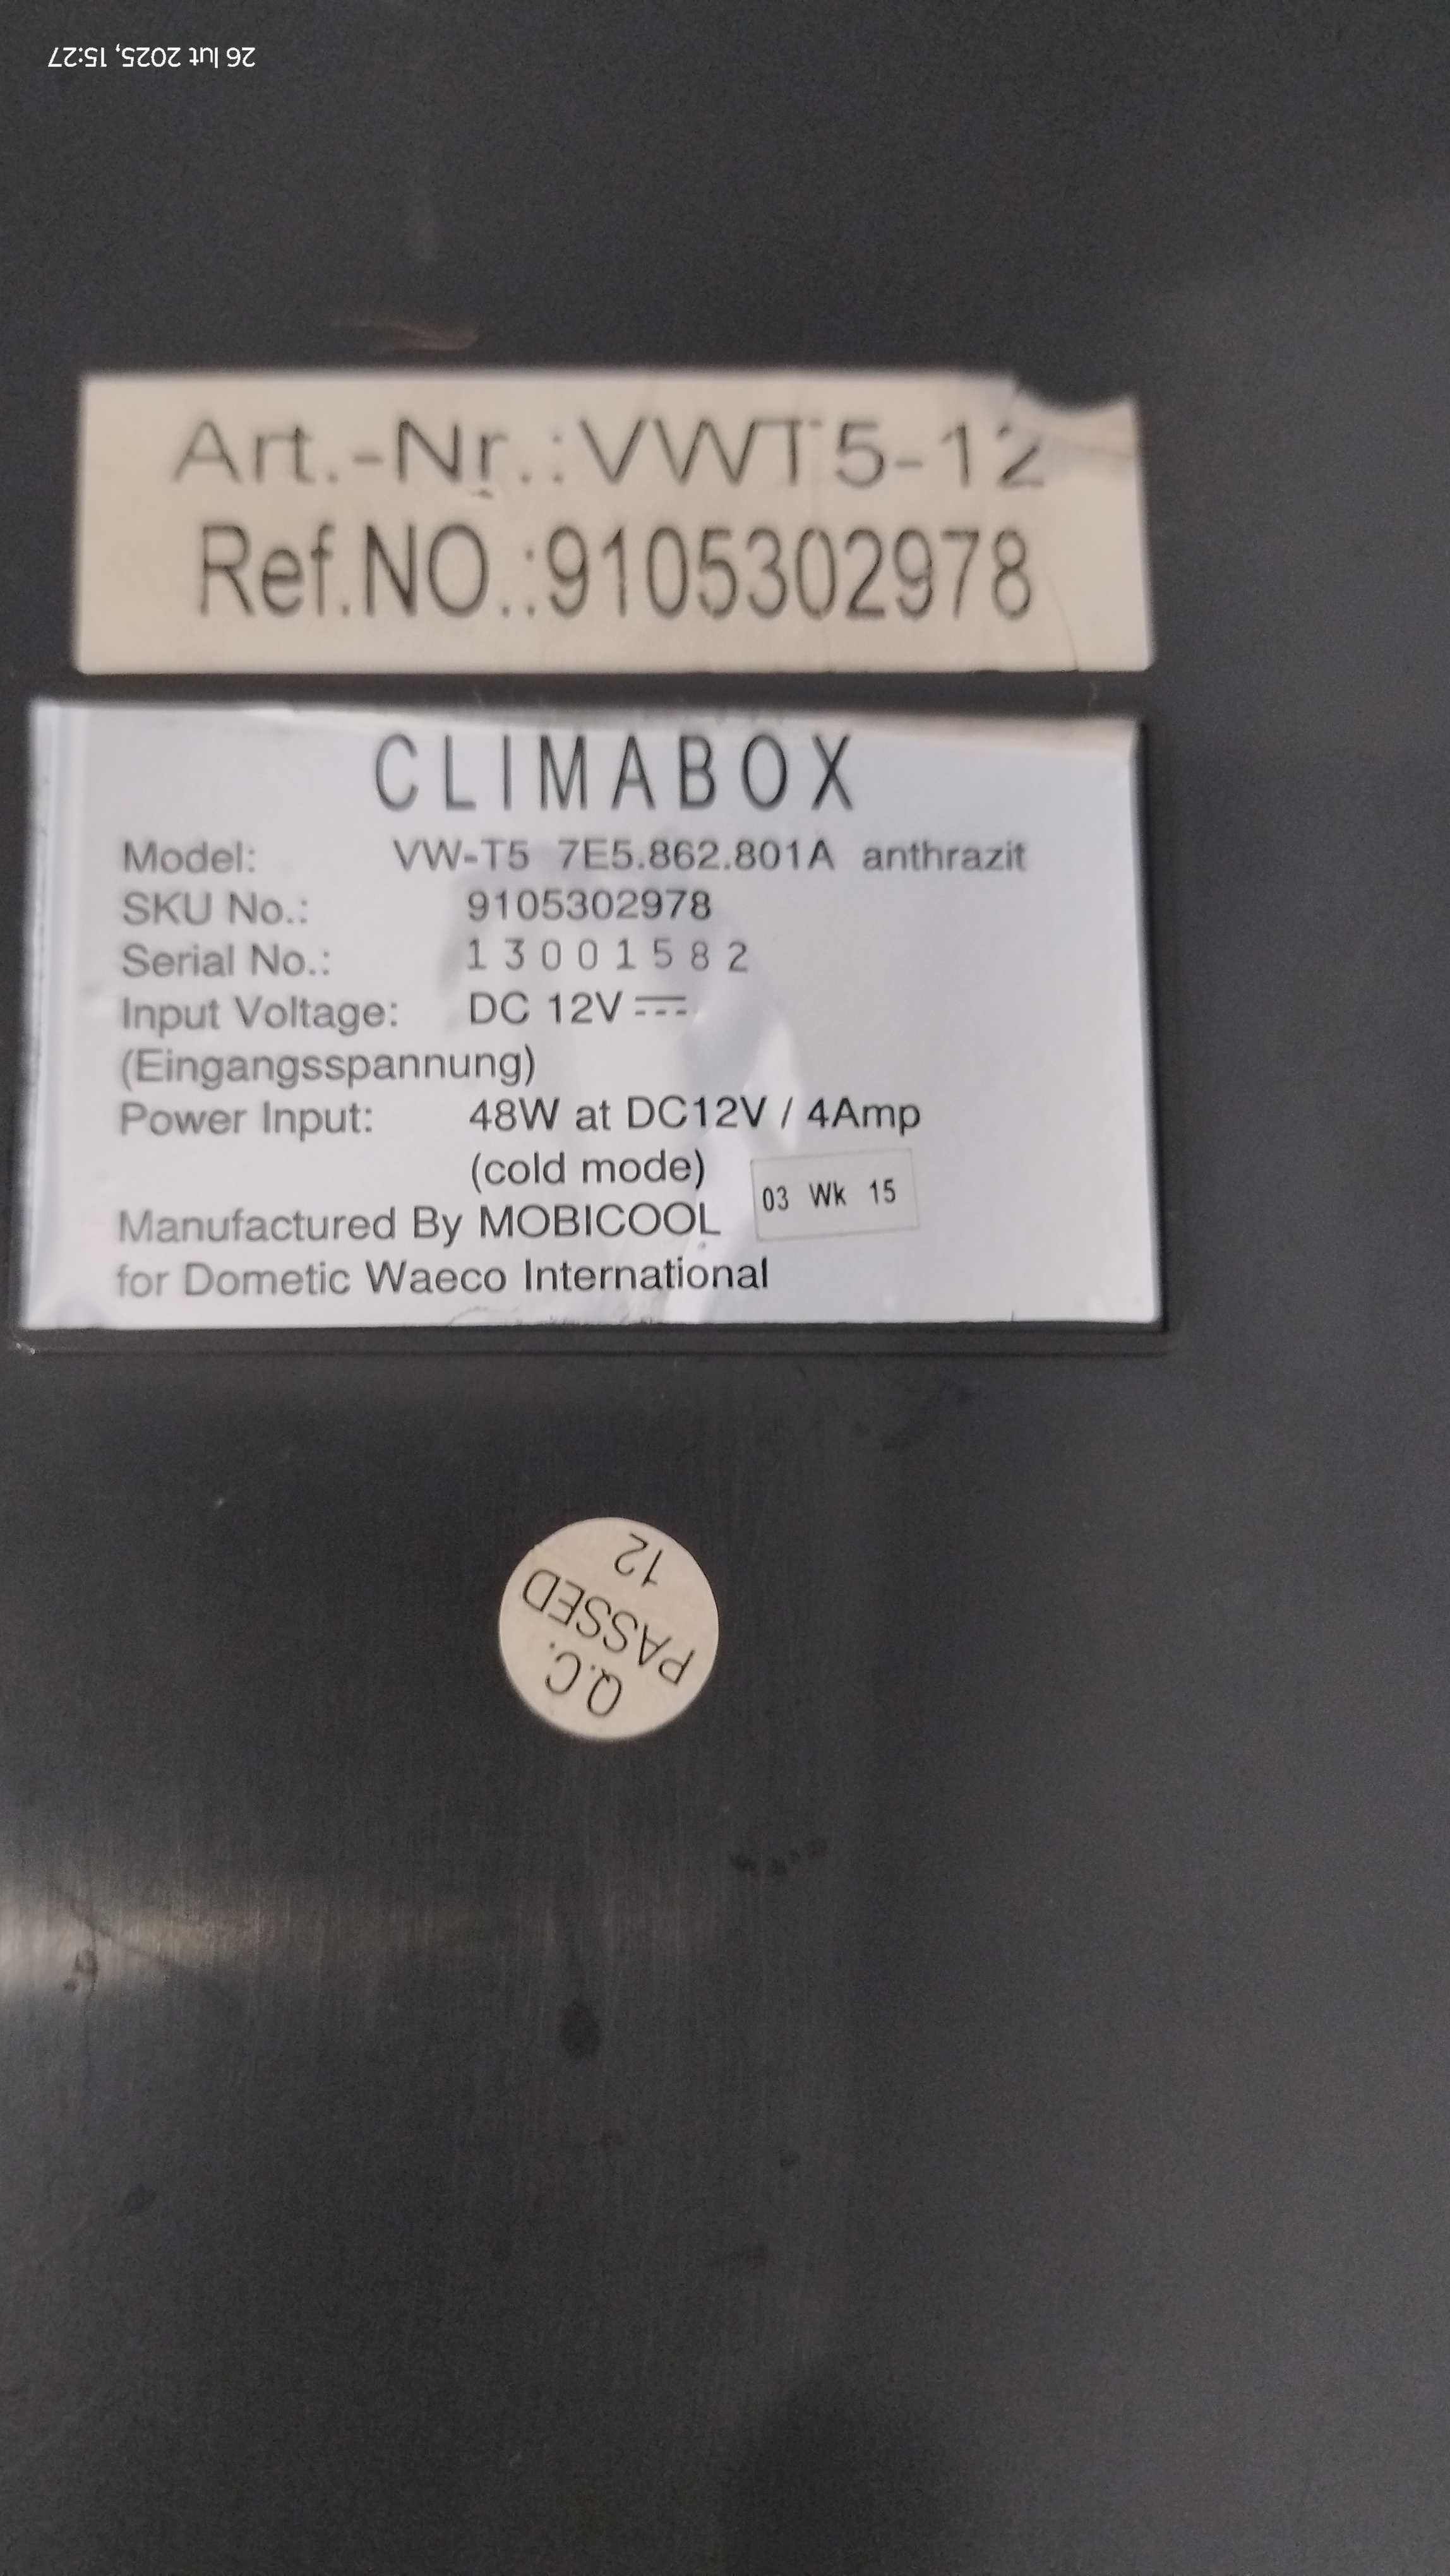 26 lut 2025, 15:27
Art.-Nr.:VWT5-12
Ref.NO.:9105302978
CLIMABOX
Model: VW-T5 7E5.862.801A anthrazit
SKU No.: 9105302978
Serial No.: 13001582
Input Voltage: DC 12V
(Eingangsspannung)
Power Input: 48W at DC12V / 4Amp
(cold mode)
03 Wk 15
Manufactured By MOBICOOL
for Dometic Waeco International
Q.C.
PASSED
12